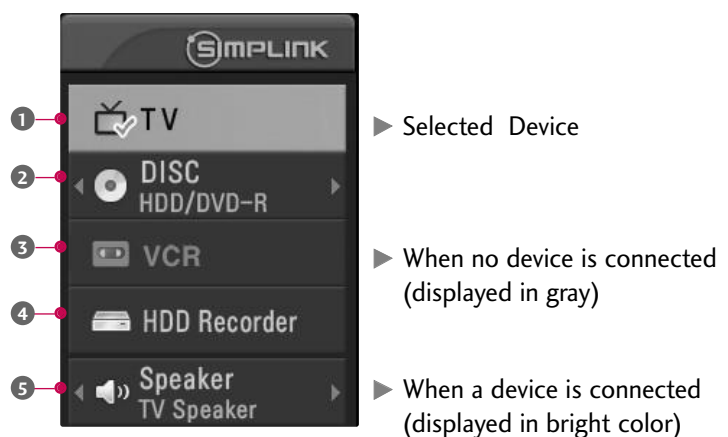 SIMPLINK
1 TV
▶ Selected Device
2 DISC
HDD/DVD-R
3 VCR
▶ When no device is connected
(displayed in gray)
4 HDD Recorder
5 Speaker
TV Speaker
▶ When a device is connected
(displayed in bright color)